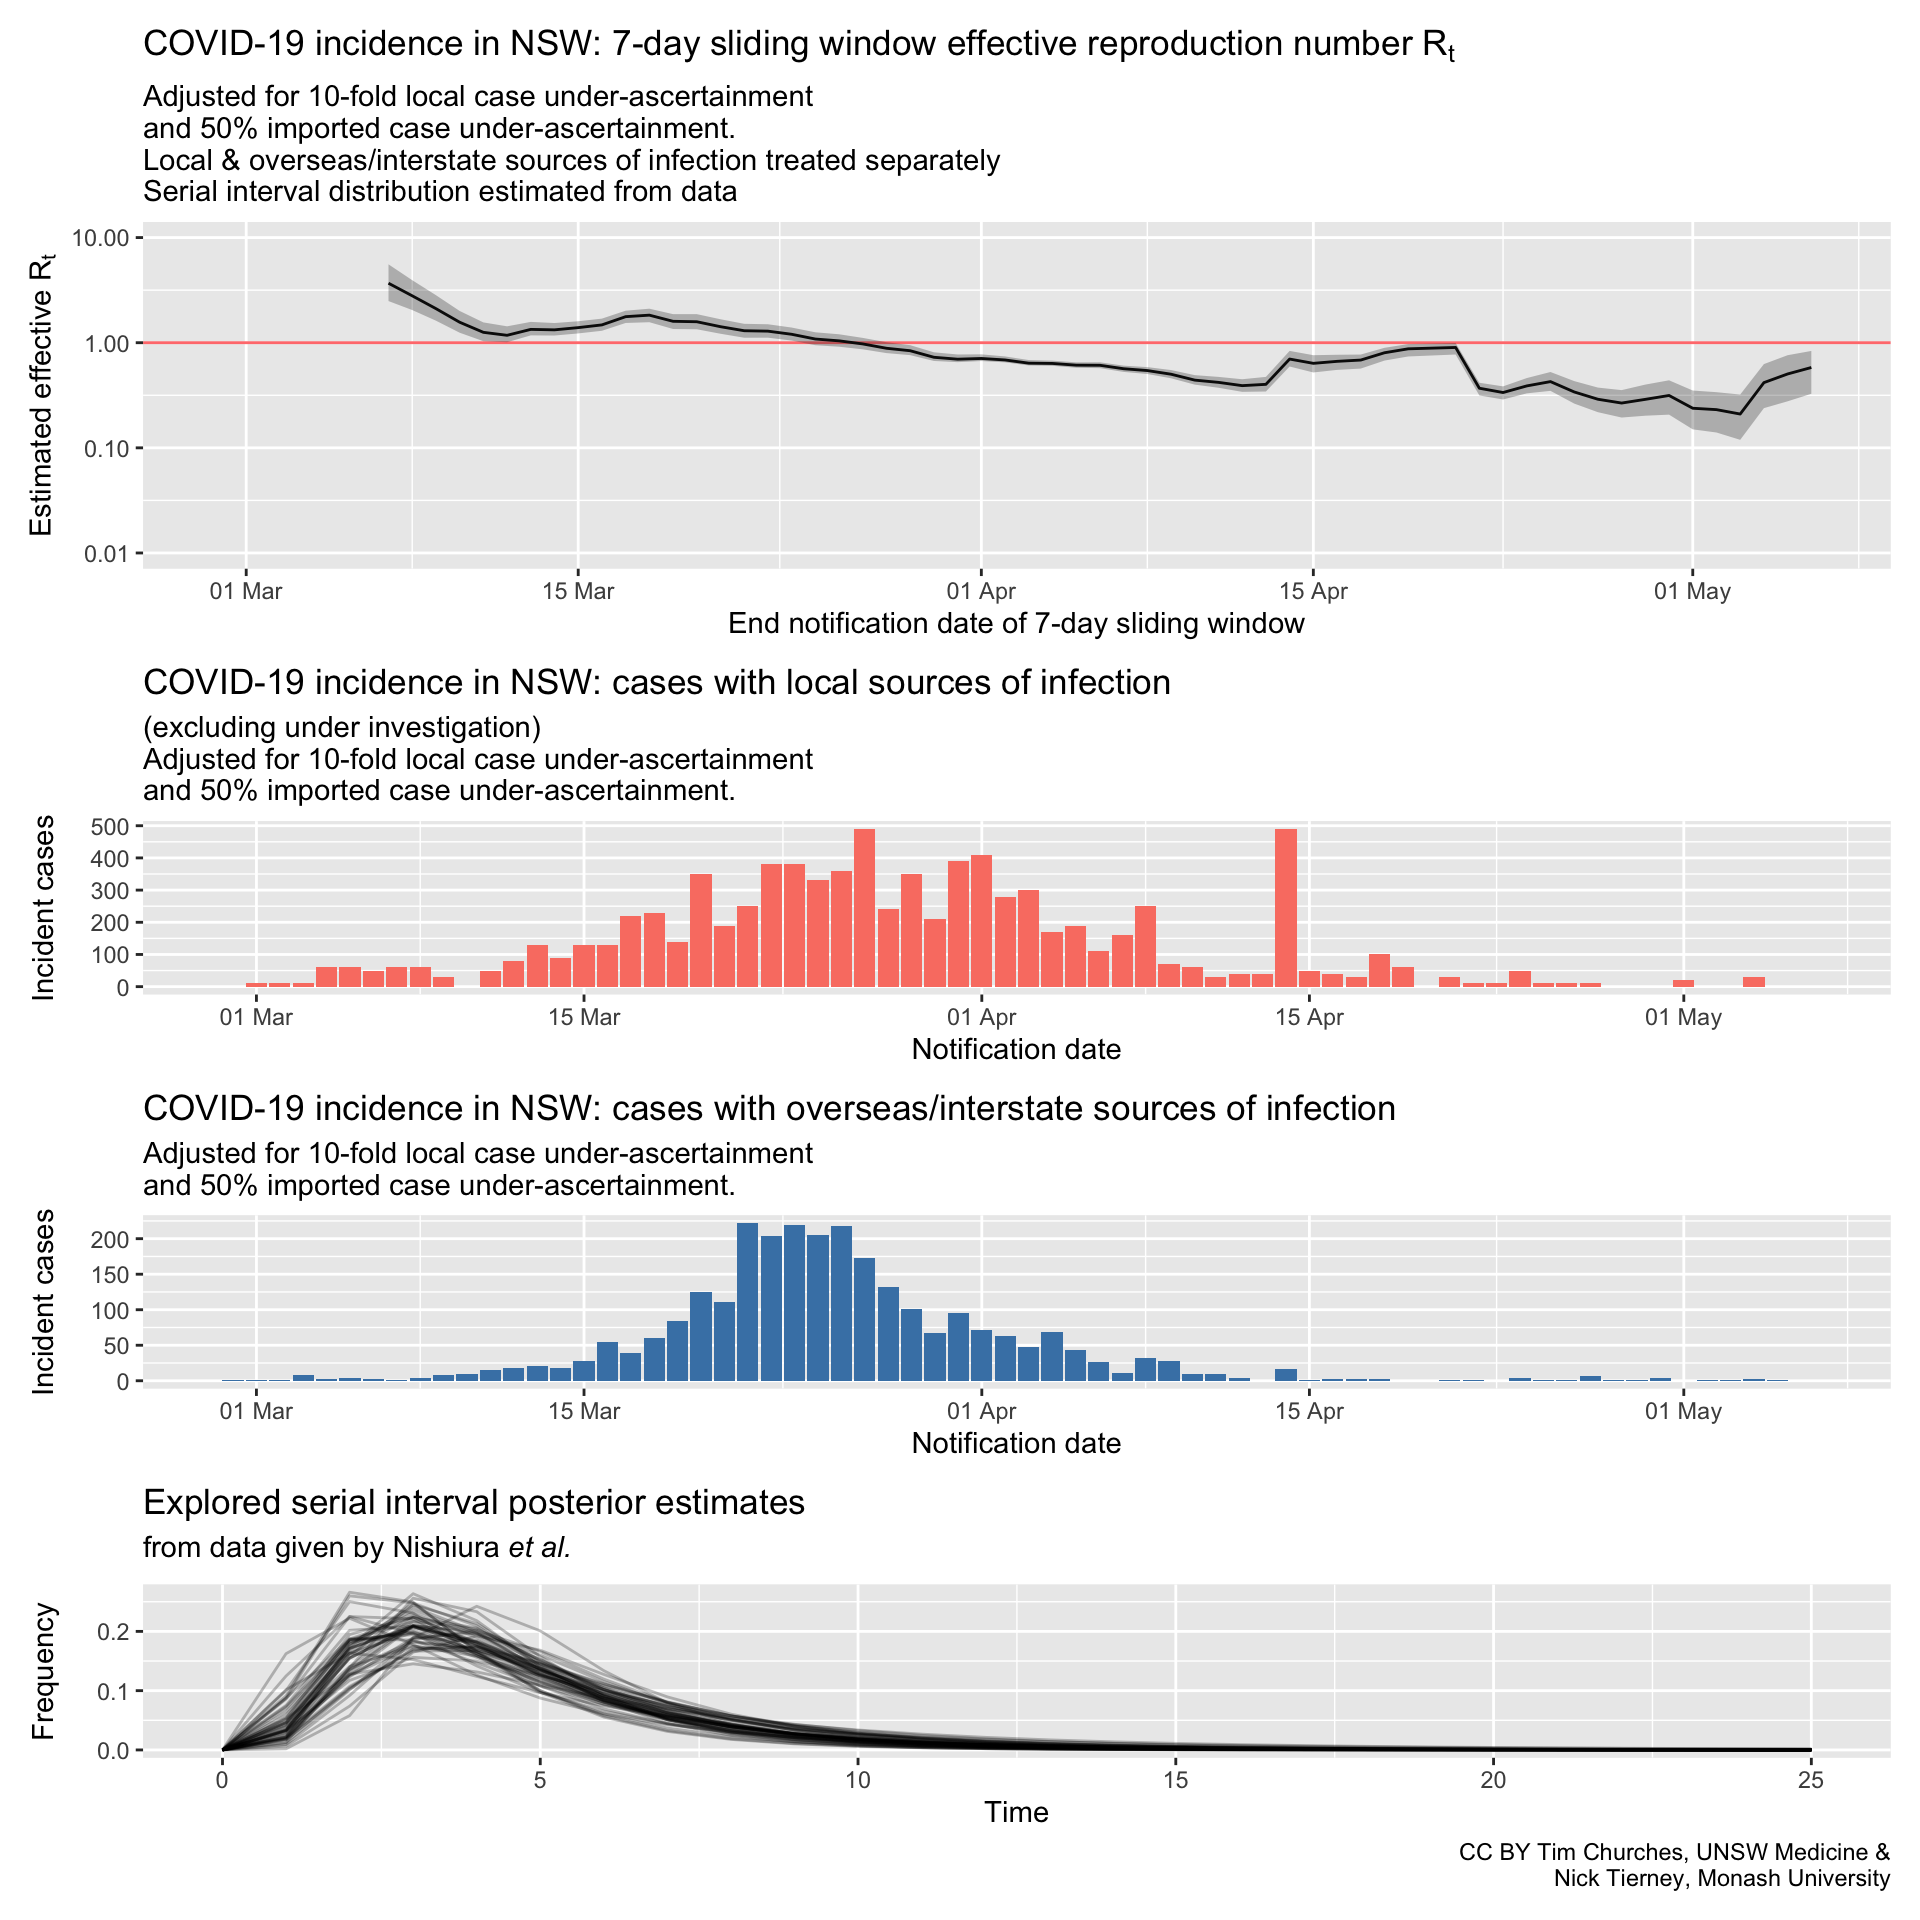 COVID-19 incidence in NSW: 7-day sliding window effective reproduction number Rt
Adjusted for 10-fold local case under-ascertainment
and 50% imported case under-ascertainment.
Local & overseas/interstate sources of infection treated separately
Serial interval distribution estimated from data
Estimated effective Rt
10.00
1.00
0.10
0.01
01 Mar
15 Mar
01 Apr
15 Apr
01 May
End notification date of 7-day sliding window
COVID-19 incidence in NSW: cases with local sources of infection
(excluding under investigation)
Adjusted for 10-fold local case under-ascertainment
and 50% imported case under-ascertainment.
Incident cases
500
400
300
200
100
0
01 Mar
15 Mar
01 Apr
15 Apr
01 May
Notification date
COVID-19 incidence in NSW: cases with overseas/interstate sources of infection
Adjusted for 10-fold local case under-ascertainment
and 50% imported case under-ascertainment.
Incident cases
200
150
100
50
0
01 Mar
15 Mar
01 Apr
15 Apr
01 May
Notification date
Explored serial interval posterior estimates
from data given by Nishiura et al.
Frequency
0.2
0.1
0.0
0
5
10
15
20
25
Time
CC BY Tim Churches, UNSW Medicine &
Nick Tierney, Monash University